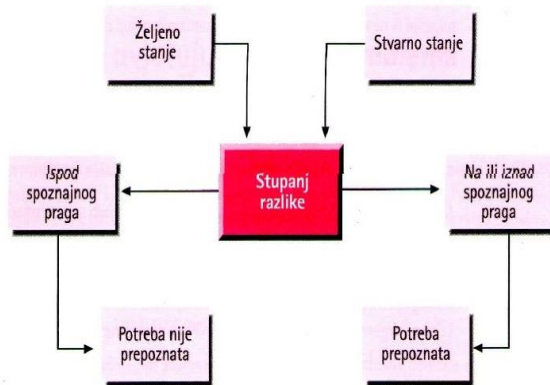 Željeno
stanje
Stvarno stanje
Ispod
spoznajnog
praga
Stupanj
razlike
Na ili iznad
spoznajnog
praga
Potreba nije
prepoznata
Potreba
prepoznata